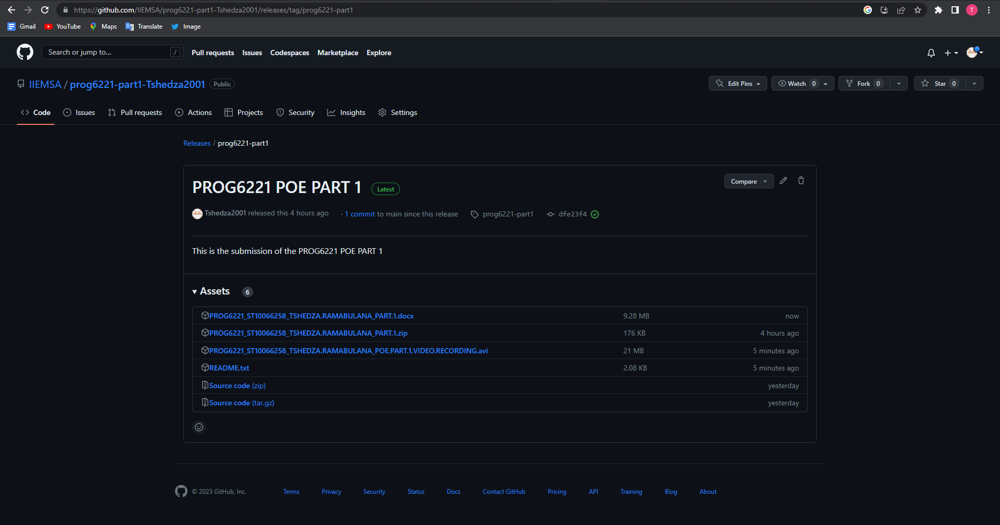 https://github.com/IIEMSA/prog6221-part1-Tshedza2001/releases/tag/prog6221-part1
T
Gmail YouTube Maps Translate Image
Search or jump to... / Pull requests Issues Codespaces Marketplace Explore
IIEMSA / prog6221-part1-Tshedza2001 Public Edit Pins Watch 0 Fork 0 Star 0
Code Issues Pull requests Actions Projects Security Insights Settings
Releases / prog6221-part1
PROG6221 POE PART 1 Latest Compare
Tshedza2001 released this 4 hours ago · 1 commit to main since this release prog6221-part1 dfe23f4
This is the submission of the PROG6221 POE PART 1
Assets 6
PROG6221_ST10066258_TSHEDZA.RAMABULANA_PART.1.docx 9.28 MB now
PROG6221_ST10066258_TSHEDZA.RAMABULANA_PART.1.zip 176 KB 4 hours ago
PROG6221_ST10066258_TSHEDZA.RAMABULANA_POE.PART.1.VIDEO.RECORDING.avi 21 MB 5 minutes ago
README.txt 2.08 KB 5 minutes ago
Source code (zip) yesterday
Source code (tar.gz) yesterday
© 2023 GitHub, Inc. Terms Privacy Security Status Docs Contact GitHub Pricing API Training Blog About